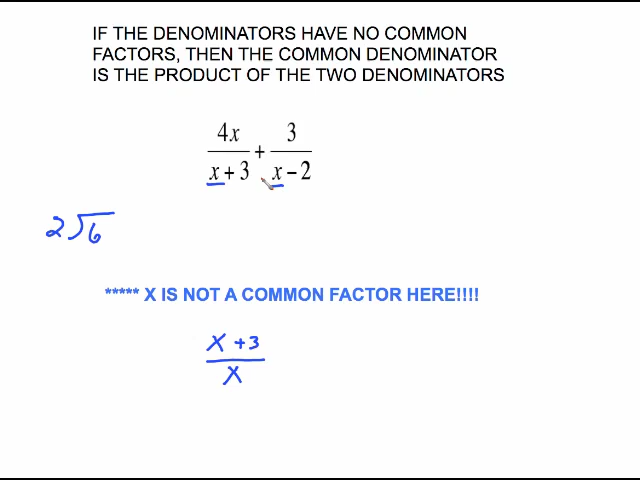 IF THE DENOMINATORS HAVE NO COMMON
FACTORS, THEN THE COMMON DENOMINATOR
IS THE PRODUCT OF THE TWO DENOMINATORS
4x/(x + 3) + 3/(x − 2)
2√6
***** X IS NOT A COMMON FACTOR HERE!!!!
x + 3
x